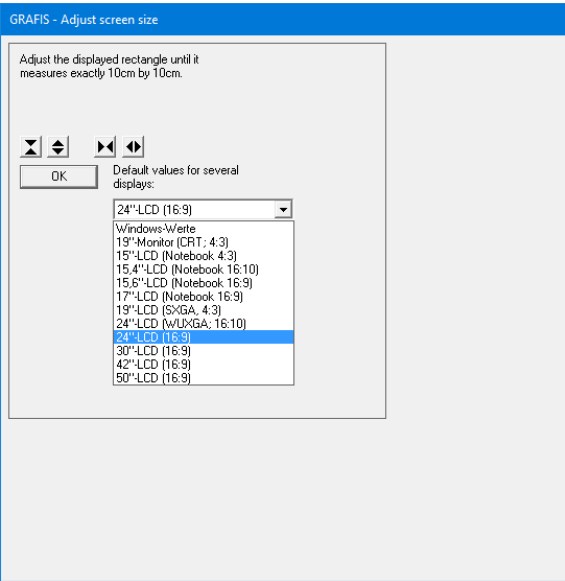 GRAFIS - Adjust screen size
Adjust the displayed rectangle until it
measures exactly 10cm by 10cm.
OK
Default values for several
displays:
24"-LCD (16:9)
Windows-Werte
19"-Monitor (CRT; 4:3)
15"-LCD (Notebook 4:3)
15,4"-LCD (Notebook 16:10)
15,6"-LCD (Notebook 16:9)
17"-LCD (Notebook 16:9)
19"-LCD (SXGA, 4:3)
24"-LCD (WUXGA; 16:10)
24"-LCD (16:9)
30"-LCD (16:9)
42"-LCD (16:9)
50"-LCD (16:9)